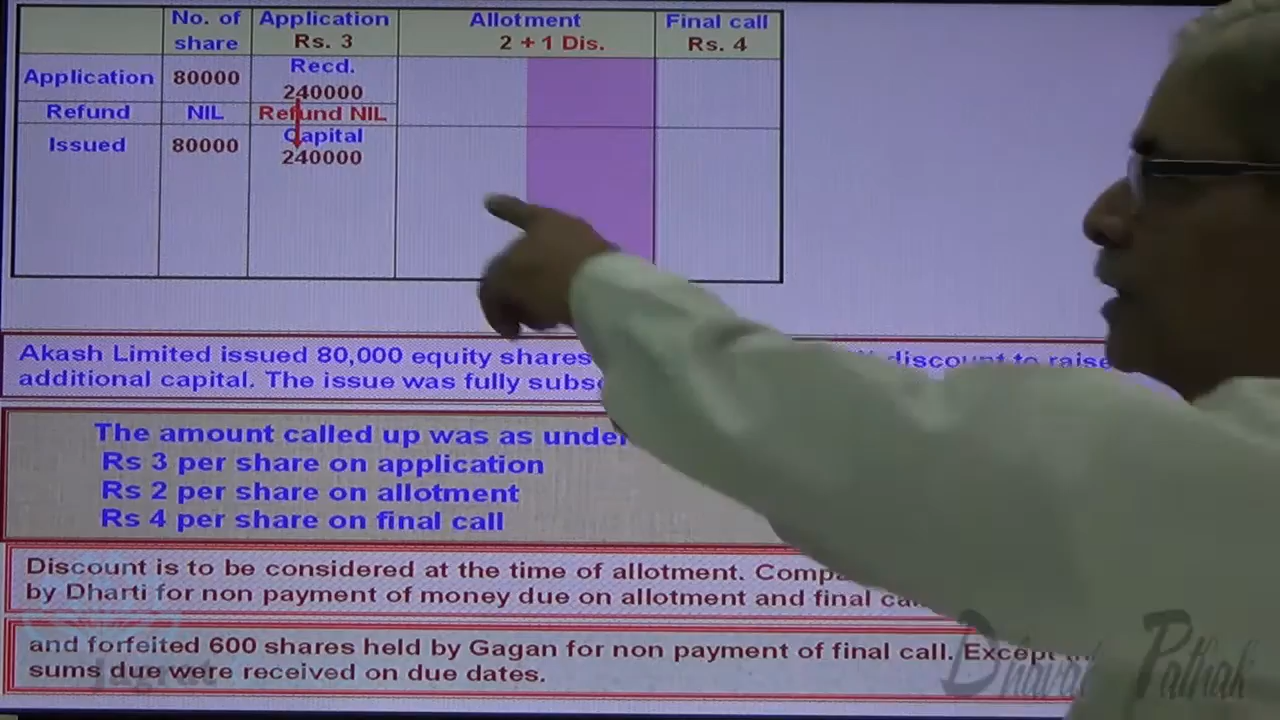 No. of share Application Rs. 3 Allotment 2 + 1 Dis. Final call Rs. 4
Application 80000 Recd. 240000
Refund NIL Refund NIL
Issued 80000 Capital 240000
Akash Limited issued 80,000 equity shares discount to raise
additional capital. The issue was fully
The amount called up was as under
Rs 3 per share on application
Rs 2 per share on allotment
Rs 4 per share on final call
Discount is to be considered at the time of allotment.
by Dharti for non payment of money due on allotment and final
and forfeited 600 shares held by Gagan for non payment of final call. Except
sums due were received on due dates.
Jagrat
Dhaval Pathak